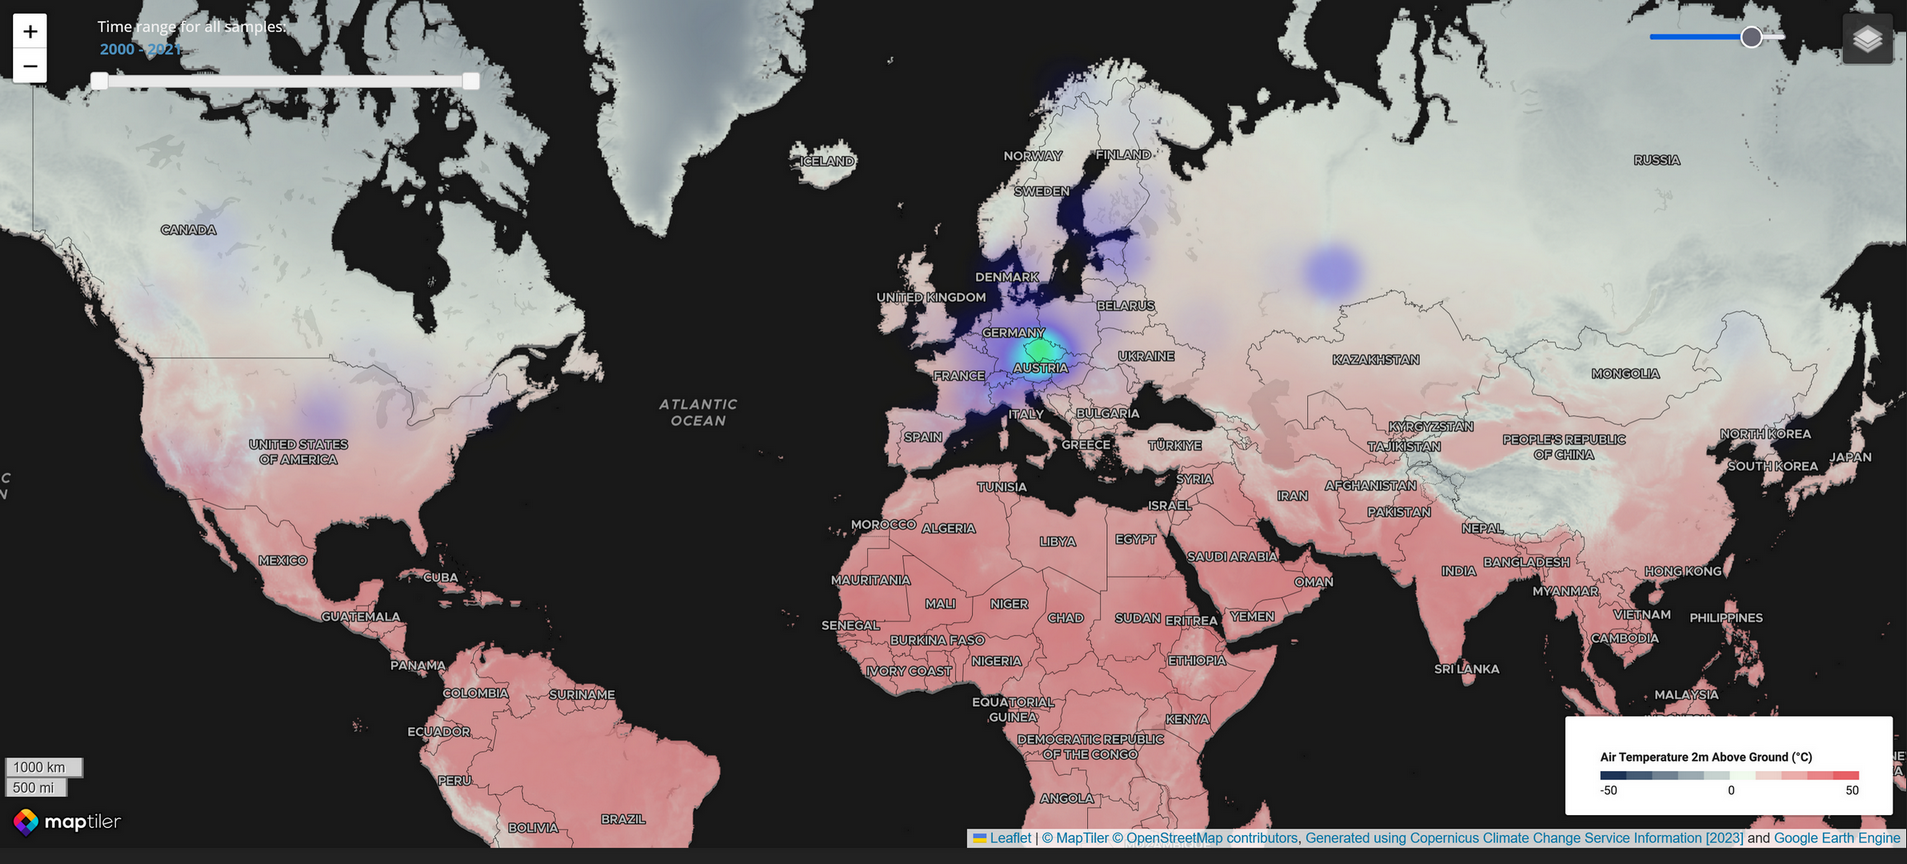 +
−
Time range for all samples:
2000 - 2021
ICELAND
NORWAY
FINLAND
SWEDEN
RUSSIA
CANADA
DENMARK
UNITED KINGDOM
BELARUS
GERMANY
UKRAINE
AUSTRIA
FRANCE
KAZAKHSTAN
MONGOLIA
ATLANTIC
OCEAN
ITALY
BULGARIA
SPAIN
GREECE
TÜRKIYE
KYRGYZSTAN
TAJIKISTAN
PEOPLE'S REPUBLIC
OF CHINA
NORTH KOREA
SOUTH KOREA
JAPAN
UNITED STATES
OF AMERICA
C
N
TUNISIA
SYRIA
IRAN
AFGHANISTAN
ISRAEL
PAKISTAN
MOROCCO
ALGERIA
LIBYA
EGYPT
NEPAL
SAUDI ARABIA
BANGLADESH
INDIA
HONG KONG
MEXICO
CUBA
MAURITANIA
OMAN
MYANMAR
MALI
NIGER
CHAD
SUDAN
ERITREA
YEMEN
VIETNAM
PHILIPPINES
GUATEMALA
SENEGAL
BURKINA FASO
CAMBODIA
PANAMA
IVORY COAST
NIGERIA
ETHIOPIA
SRI LANKA
COLOMBIA
SURINAME
MALAYSIA
EQUATORIAL
GUINEA
KENYA
ECUADOR
DEMOCRATIC REPUBLIC
OF THE CONGO
PERU
ANGOLA
BRAZIL
BOLIVIA
1000 km
500 mi
maptiler
Air Temperature 2m Above Ground (°C)
-50 0 50
Leaflet | © MapTiler © OpenStreetMap contributors, Generated using Copernicus Climate Change Service Information [2023] and Google Earth Engine